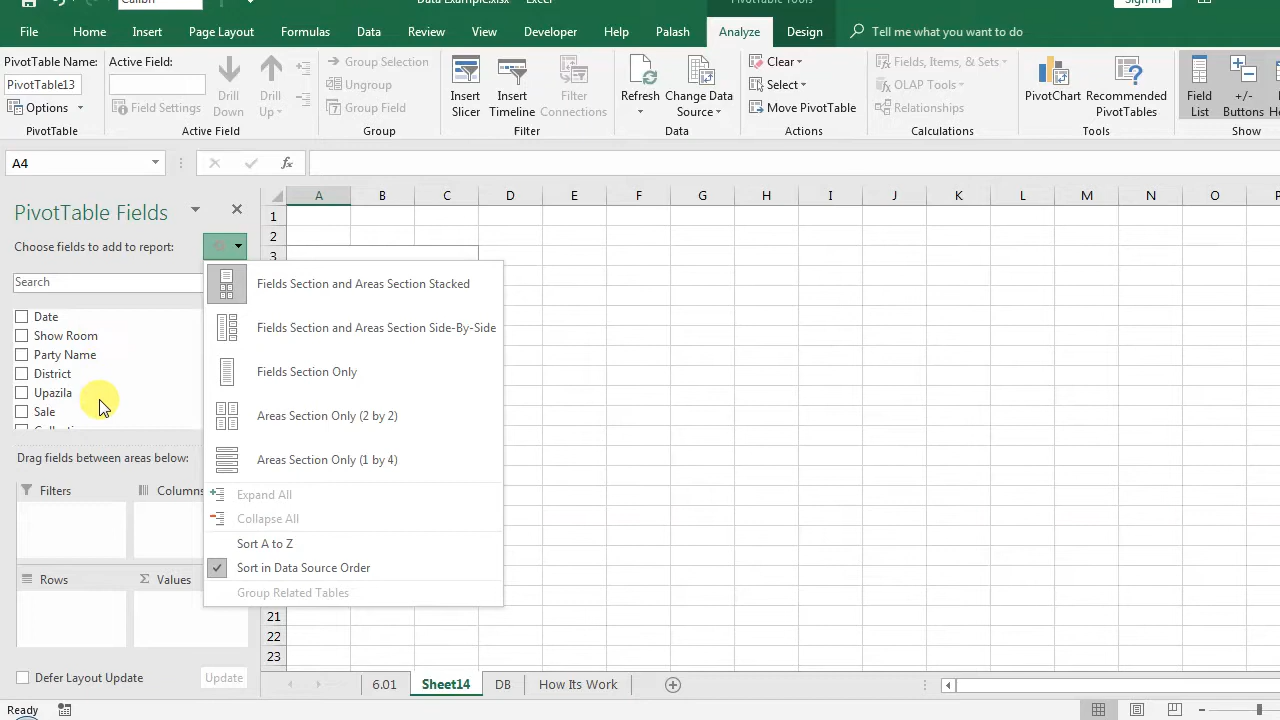 Calibri
Data Example.xlsx - Excel
PivotTable Tools
Sign in
File Home Insert Page Layout Formulas Data Review View Developer Help Palash Analyze Design Tell me what you want to do
PivotTable Name:
PivotTable13
Options
PivotTable
Active Field:
Field Settings
Drill Down
Drill Up
Active Field
Group Selection
Ungroup
Group Field
Group
Insert Slicer
Insert Timeline
Filter Connections
Filter
Refresh
Change Data Source
Data
Clear
Select
Move PivotTable
Actions
Fields, Items, & Sets
OLAP Tools
Relationships
Calculations
PivotChart
Recommended PivotTables
Tools
Field List
+/- Buttons
Show
A4
fx
PivotTable Fields
Choose fields to add to report:
Search
Date
Show Room
Party Name
District
Upazila
Sale
Drag fields between areas below:
Filters
Columns
Rows
Σ Values
Defer Layout Update
Update
Fields Section and Areas Section Stacked
Fields Section and Areas Section Side-By-Side
Fields Section Only
Areas Section Only (2 by 2)
Areas Section Only (1 by 4)
Expand All
Collapse All
Sort A to Z
Sort in Data Source Order
Group Related Tables
A B C D E F G H I J K L M N O P
1
2
3
21
22
23
6.01 Sheet14 DB How Its Work
Ready